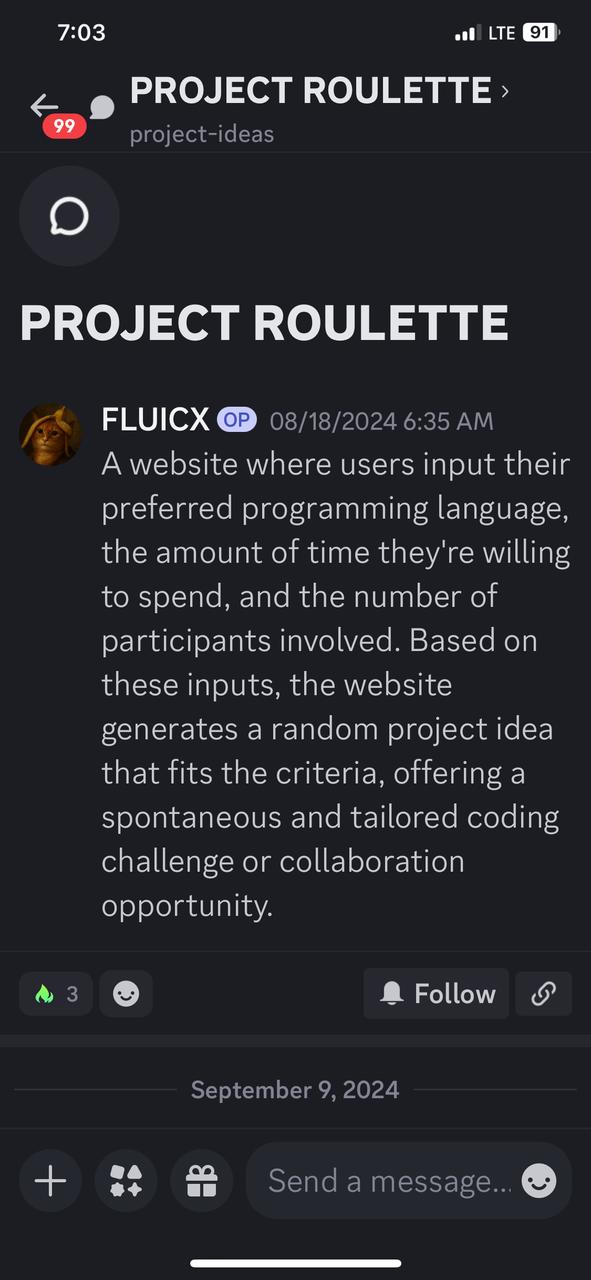 7:03
LTE 91
PROJECT ROULETTE ›
99
project-ideas
PROJECT ROULETTE
FLUICX OP 08/18/2024 6:35 AM
A website where users input their
preferred programming language,
the amount of time they're willing
to spend, and the number of
participants involved. Based on
these inputs, the website
generates a random project idea
that fits the criteria, offering a
spontaneous and tailored coding
challenge or collaboration
opportunity.
3 Follow
September 9, 2024
Send a message...